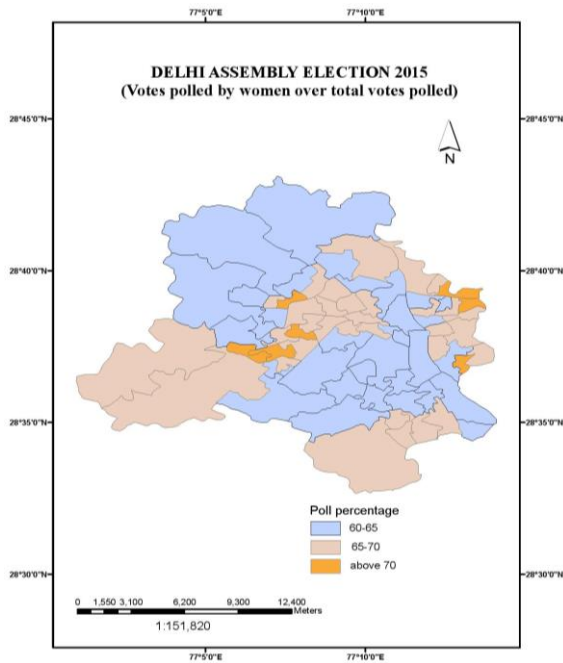 77°5'0"E 77°10'0"E
DELHI ASSEMBLY ELECTION 2015
(Votes polled by women over total votes polled)
28°45'0"N 28°45'0"N
N
28°40'0"N 28°40'0"N
28°35'0"N 28°35'0"N
Poll percentage
60-65
65-70
above 70
28°30'0"N 28°30'0"N
0 1,550 3,100 6,200 9,300 12,400
Meters
1:151,820
77°5'0"E 77°10'0"E